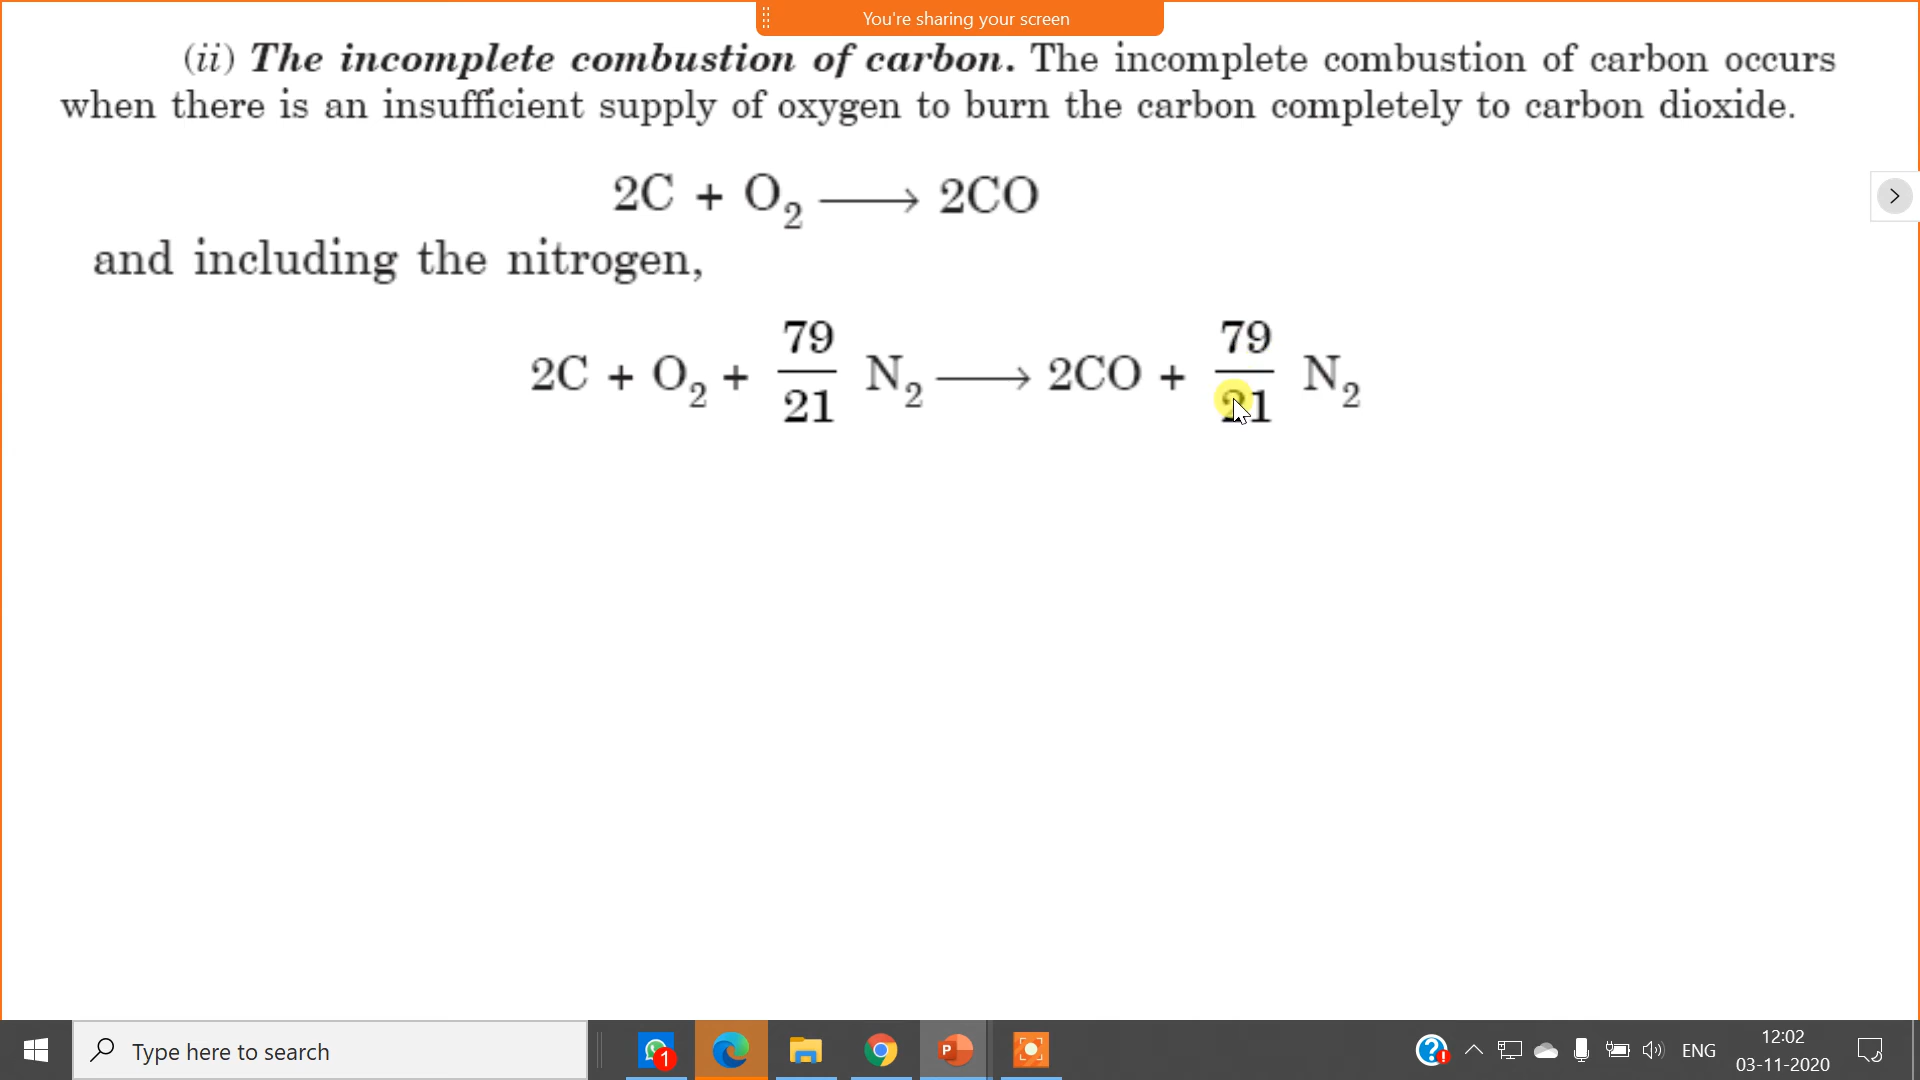 You're sharing your screen
(ii) The incomplete combustion of carbon. The incomplete combustion of carbon occurs
when there is an insufficient supply of oxygen to burn the carbon completely to carbon dioxide.
2C + O₂ ⟶ 2CO
and including the nitrogen,
2C + O₂ + 79/21 N₂ ⟶ 2CO + 79/21 N₂
Type here to search
1
P
ENG
12:02
03-11-2020